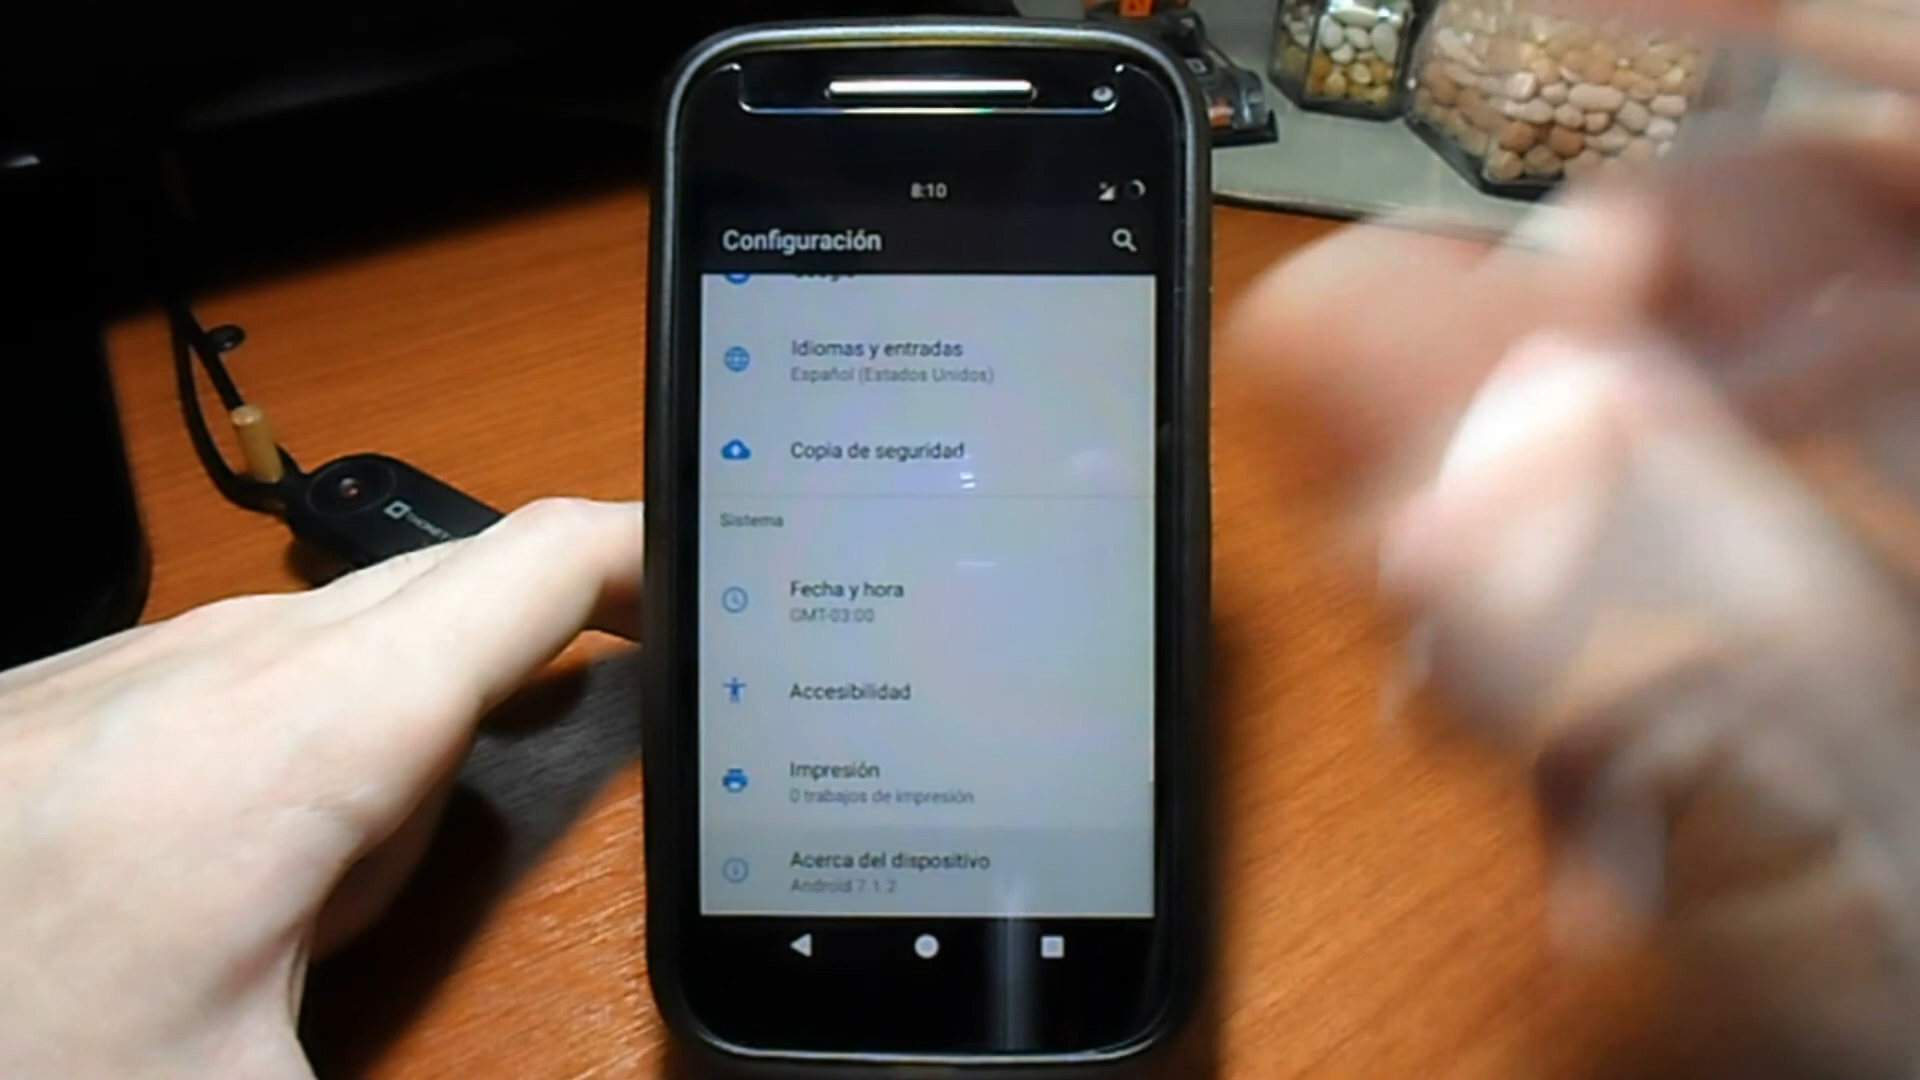 8:10
Configuración
Idiomas y entradas
Español (Estados Unidos)
Copia de seguridad
Sistema
Fecha y hora
GMT-03:00
Accesibilidad
Impresión
0 trabajos de impresión
Acerca del dispositivo
Android 7.1.2